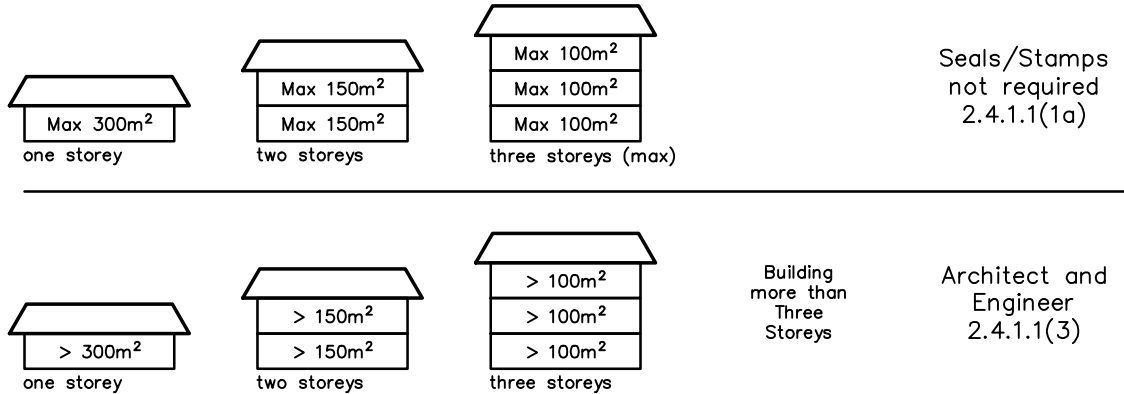 Max 300m²
one storey
Max 150m²
Max 150m²
two storeys
Max 100m²
Max 100m²
Max 100m²
three storeys (max)
Seals/Stamps
not required
2.4.1.1(1a)
> 300m²
one storey
> 150m²
> 150m²
two storeys
> 100m²
> 100m²
> 100m²
three storeys
Building
more than
Three
Storeys
Architect and
Engineer
2.4.1.1(3)